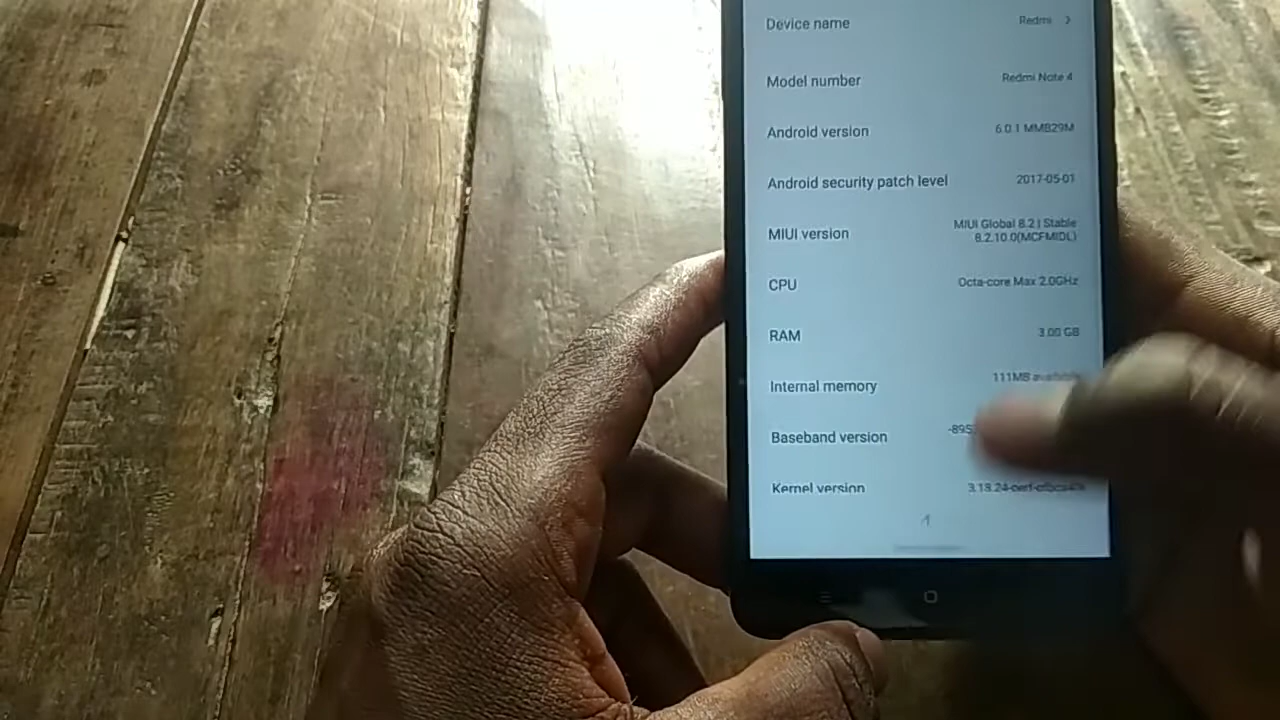 Device name Redmi
Model number Redmi Note 4
Android version 6.0.1 MMB29M
Android security patch level 2017-05-01
MIUI version MIUI Global 8.2 | Stable
8.2.10.0(MCFMIDL)
CPU Octa-core Max 2.0GHz
RAM 3.00 GB
Internal memory 111MB available
Baseband version
Kernel version